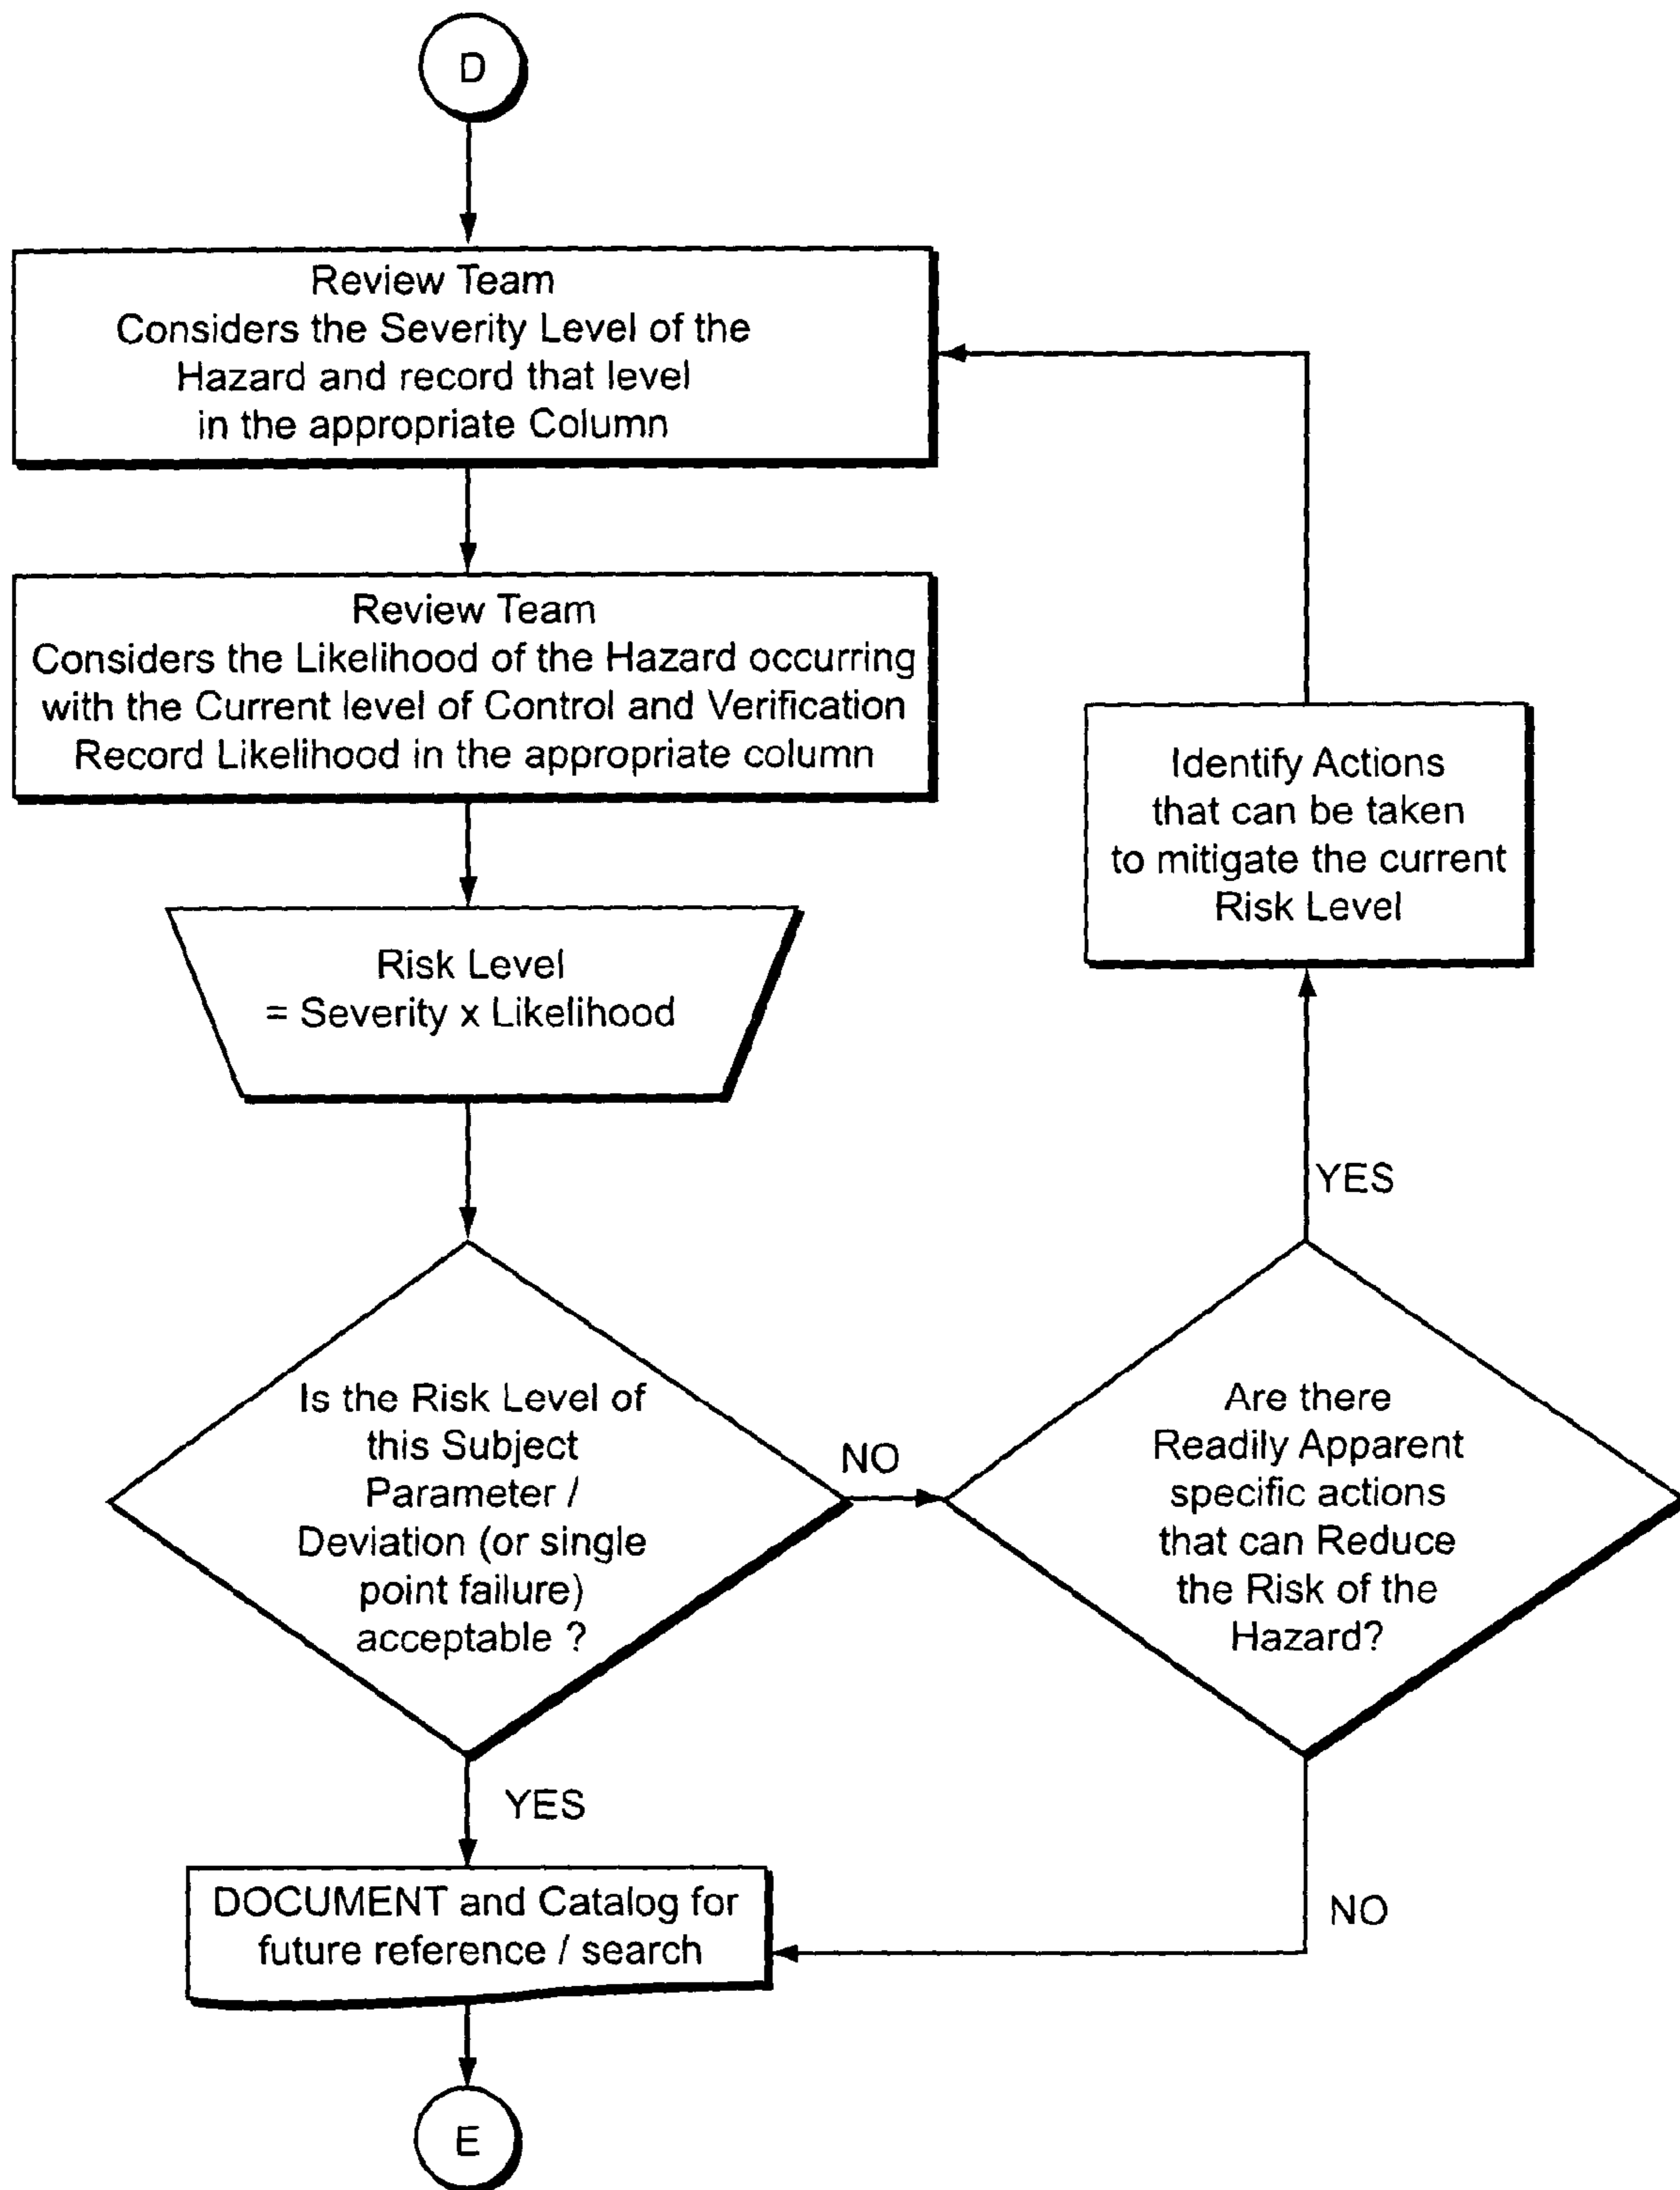 D
Review Team
Considers the Severity Level of the
Hazard and record that level
in the appropriate Column
Review Team
Considers the Likelihood of the Hazard occurring
with the Current level of Control and Verification
Record Likelihood in the appropriate column
Identify Actions
that can be taken
to mitigate the current
Risk Level
Risk Level
= Severity x Likelihood
YES
Is the Risk Level of
this Subject
Parameter /
Deviation (or single
point failure)
acceptable ?
NO
Are there
Readily Apparent
specific actions
that can Reduce
the Risk of the
Hazard?
YES
NO
DOCUMENT and Catalog for
future reference / search
E